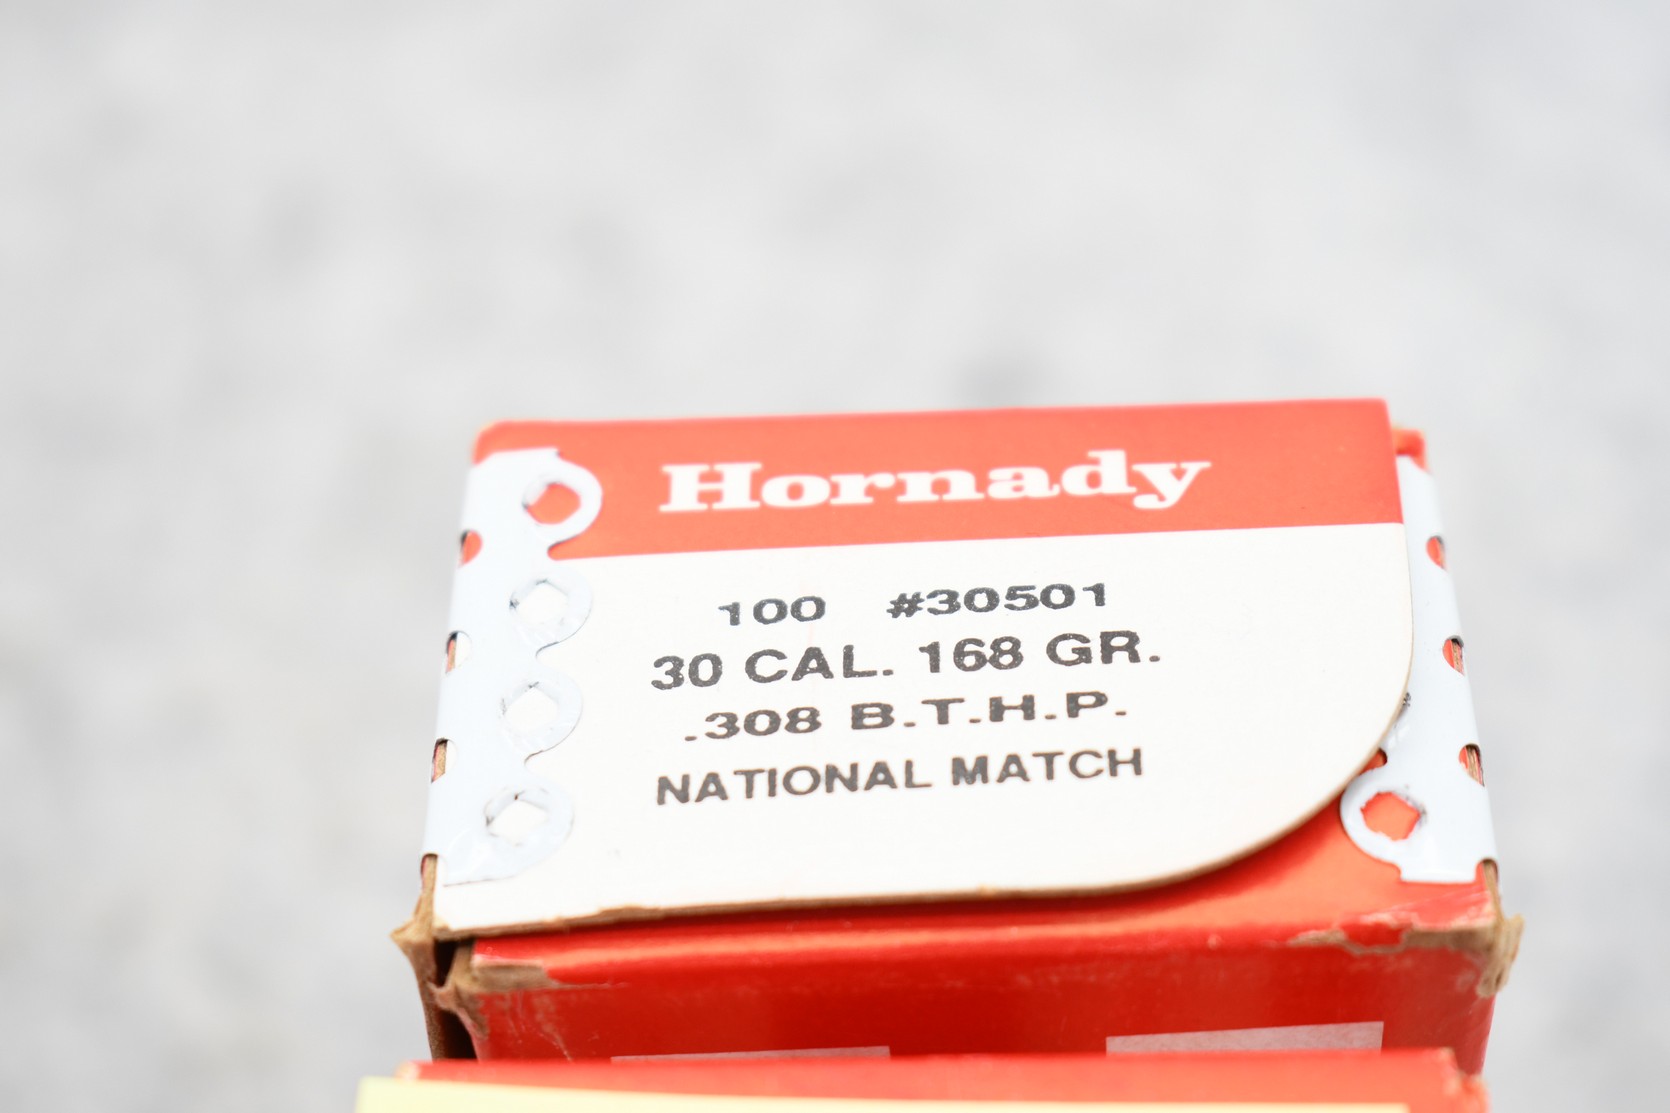 Hornady
100 #30501
30 CAL. 168 GR.
.308 B.T.H.P.
NATIONAL MATCH